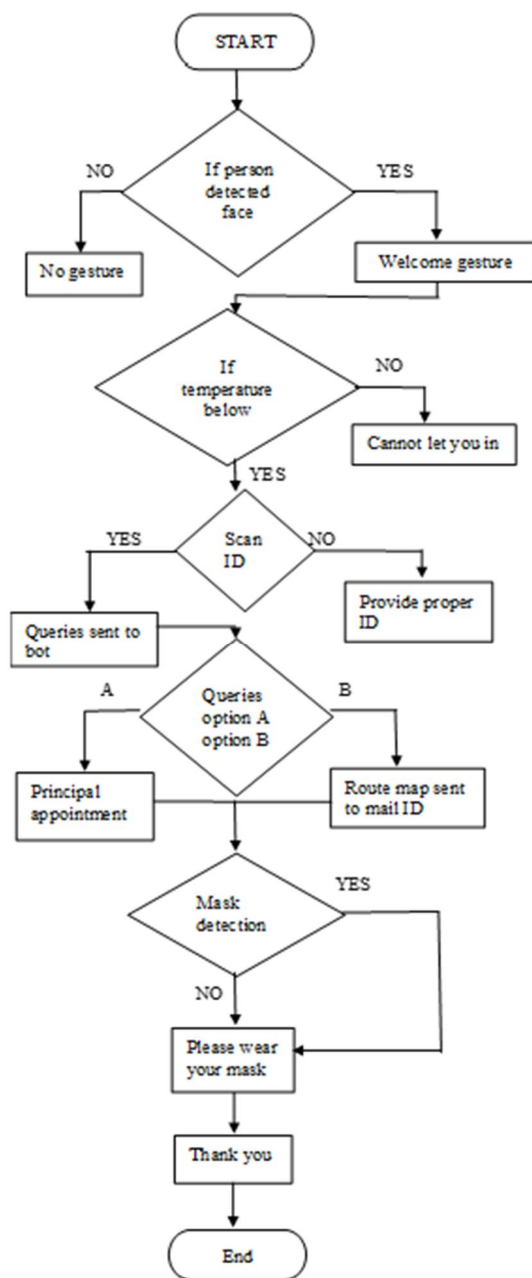 START
NO
YES
If person
detected
face
No gesture
Welcome gesture
If
temperature
below
NO
Cannot let you in
YES
YES
Scan
ID
NO
Queries sent to
bot
Provide proper
ID
A
Queries
option A
option B
B
Principal
appointment
Route map sent
to mail ID
Mask
detection
YES
NO
Please wear
your mask
Thank you
End